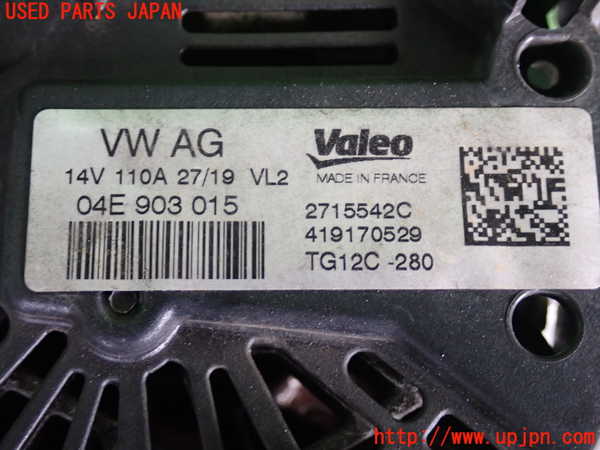 USED PARTS JAPAN
VW AG
14V 110A 27/19 VL2
04E 903 015
Valeo
MADE IN FRANCE
2715542C
419170529
TG12C -280
http://www.upjpn.com/